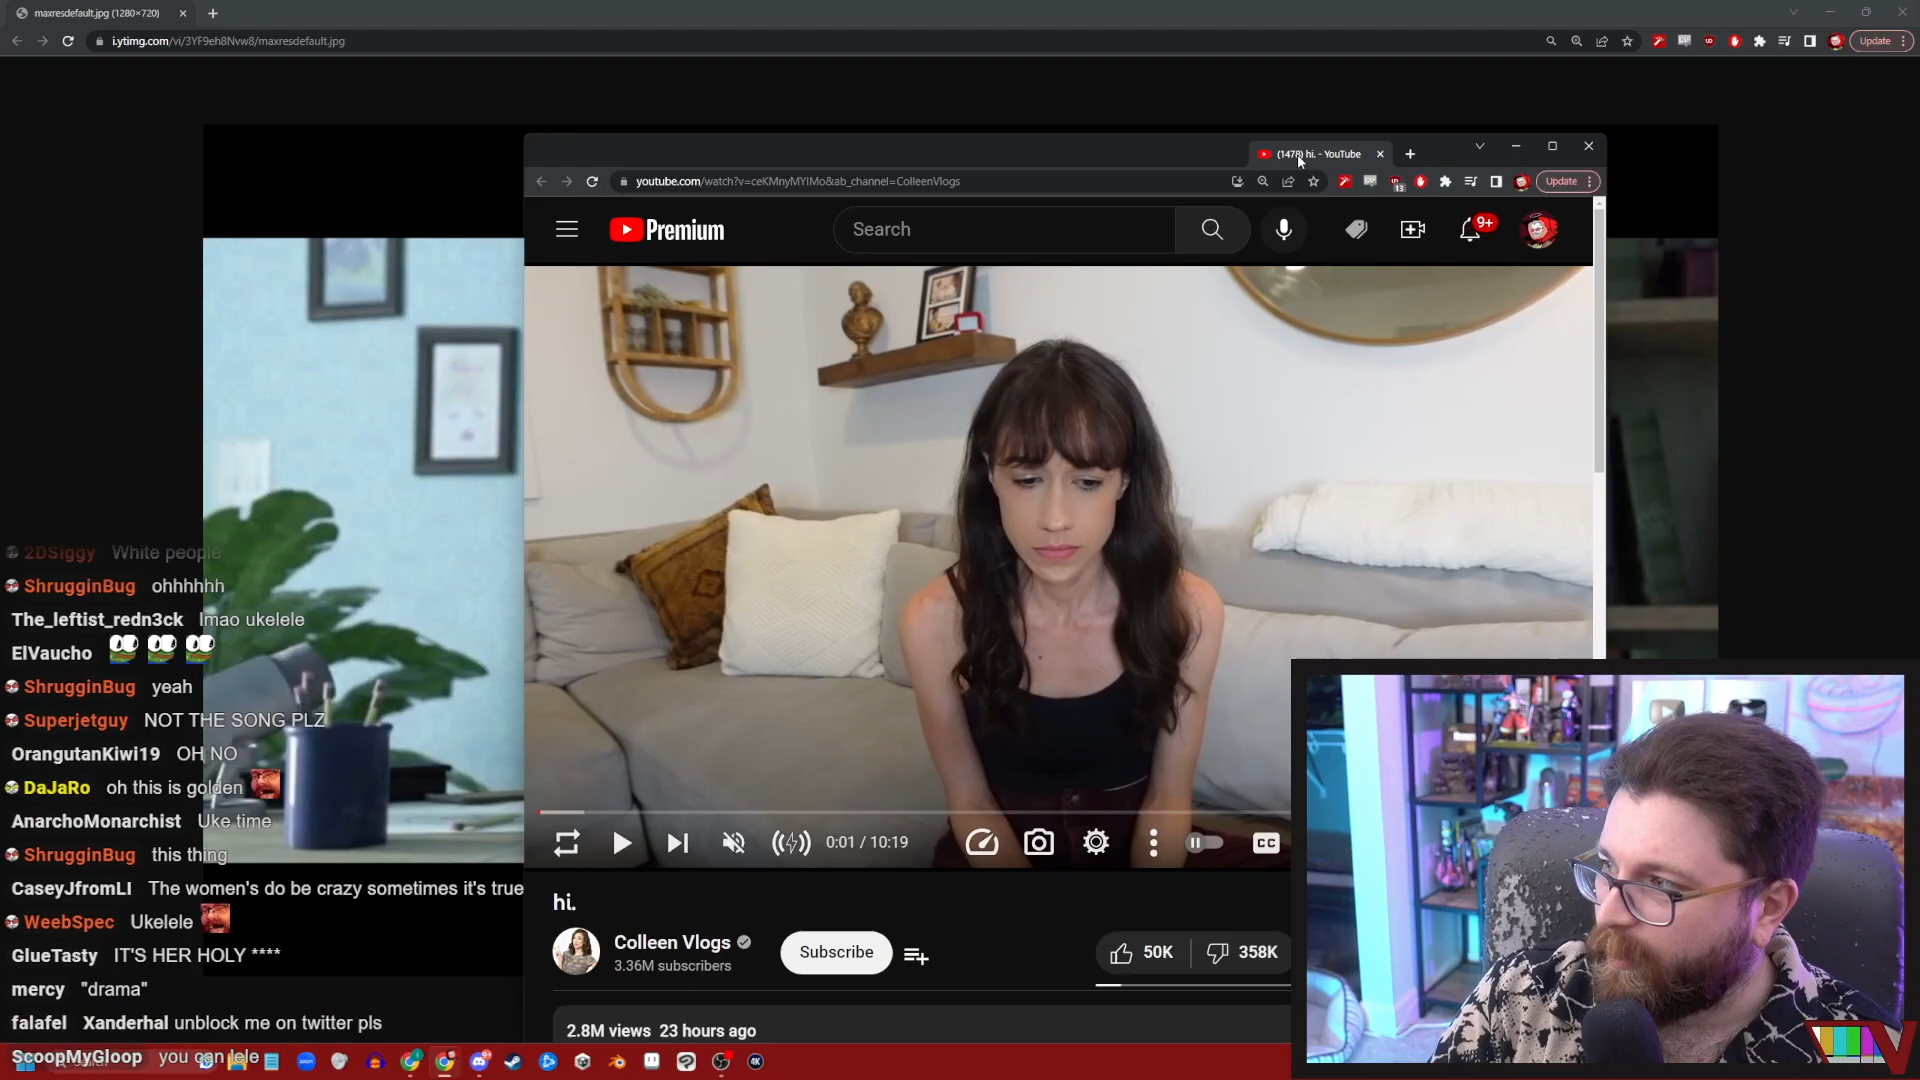 maxresdefault.jpg (1280×720)
i.ytimg.com/vi/3YF9eh8Nvw8/maxresdefault.jpg
Update
(1478) hi. - YouTube
youtube.com/watch?v=ceKMnyMYIMo&ab_channel=ColleenVlogs
13
Update
Premium
Search
9+
2DSiggy White people
ShrugginBug ohhhhhh
The_leftist_redn3ck lmao ukelele
ElVaucho
ShrugginBug yeah
Superjetguy NOT THE SONG PLZ
OrangutanKiwi19 OH NO
DaJaRo oh this is golden
AnarchoMonarchist Uke time
ShrugginBug this thing
CaseyJfromLI The women's do be crazy sometimes it's true
WeebSpec Ukelele
GlueTasty IT'S HER HOLY ****
mercy "drama"
falafel Xanderhal unblock me on twitter pls
ScoopMyGloop you can lele
0:01 / 10:19
CC
hi.
Colleen Vlogs
3.36M subscribers
Subscribe
50K
358K
2.8M views 23 hours ago
zoom
4K